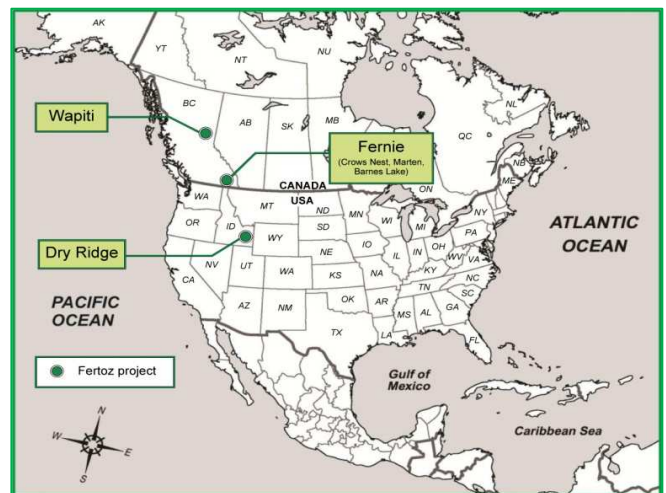 AK
YT
NT
NU
NL
BC
AB
SK
MB
QC
Wapiti
Fernie
(Crows Nest, Marten,
Barnes Lake)
ON
NB
ME
CANADA
USA
WA
MT
ND
MN
OR
ID
SD
WI
MI
NY
WY
PA
ATLANTIC
OCEAN
Dry Ridge
NE
IO
IL
IN
OH
NV
UT
WA
KS
NA
KY
WV
VA
CA
TN
NC
AZ
NM
OK
AR
SC
MS
AL
GA
PACIFIC
OCEAN
TX
LA
FL
Fertoz project
Gulf of
Mexico
Caribbean Sea
N
W
E
S